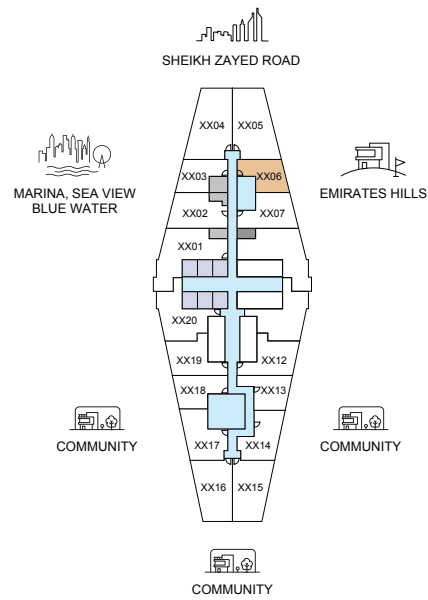 SHEIKH ZAYED ROAD
XX04
XX05
XX03
XX06
MARINA, SEA VIEW
BLUE WATER
EMIRATES HILLS
XX02
XX07
XX01
XX20
XX19
XX12
XX18
XX13
COMMUNITY
COMMUNITY
XX17
XX14
XX16
XX15
COMMUNITY